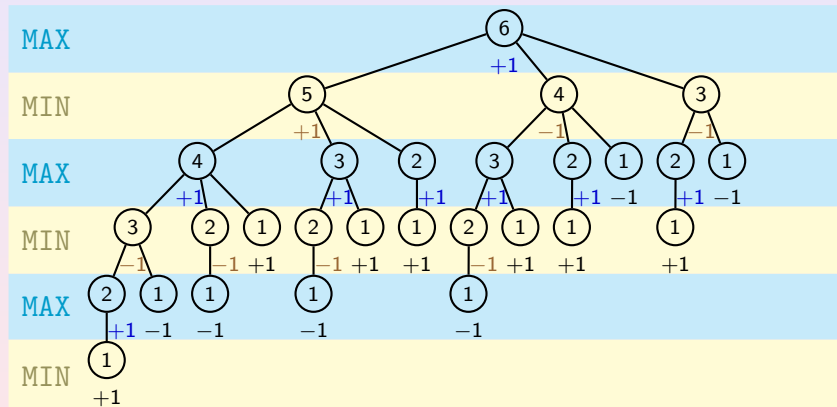 MAX 6
+1
MIN 5 4 3
+1 −1 −1
MAX 4 3 2 3 2 1 2 1
+1 +1 +1 +1 +1 −1 +1 −1
MIN 3 2 1 2 1 1 2 1 1 1
−1 −1 +1 −1 +1 +1 −1 +1 +1 +1
MAX 2 1 1 1 1
+1 −1 −1 −1 −1
MIN 1
+1